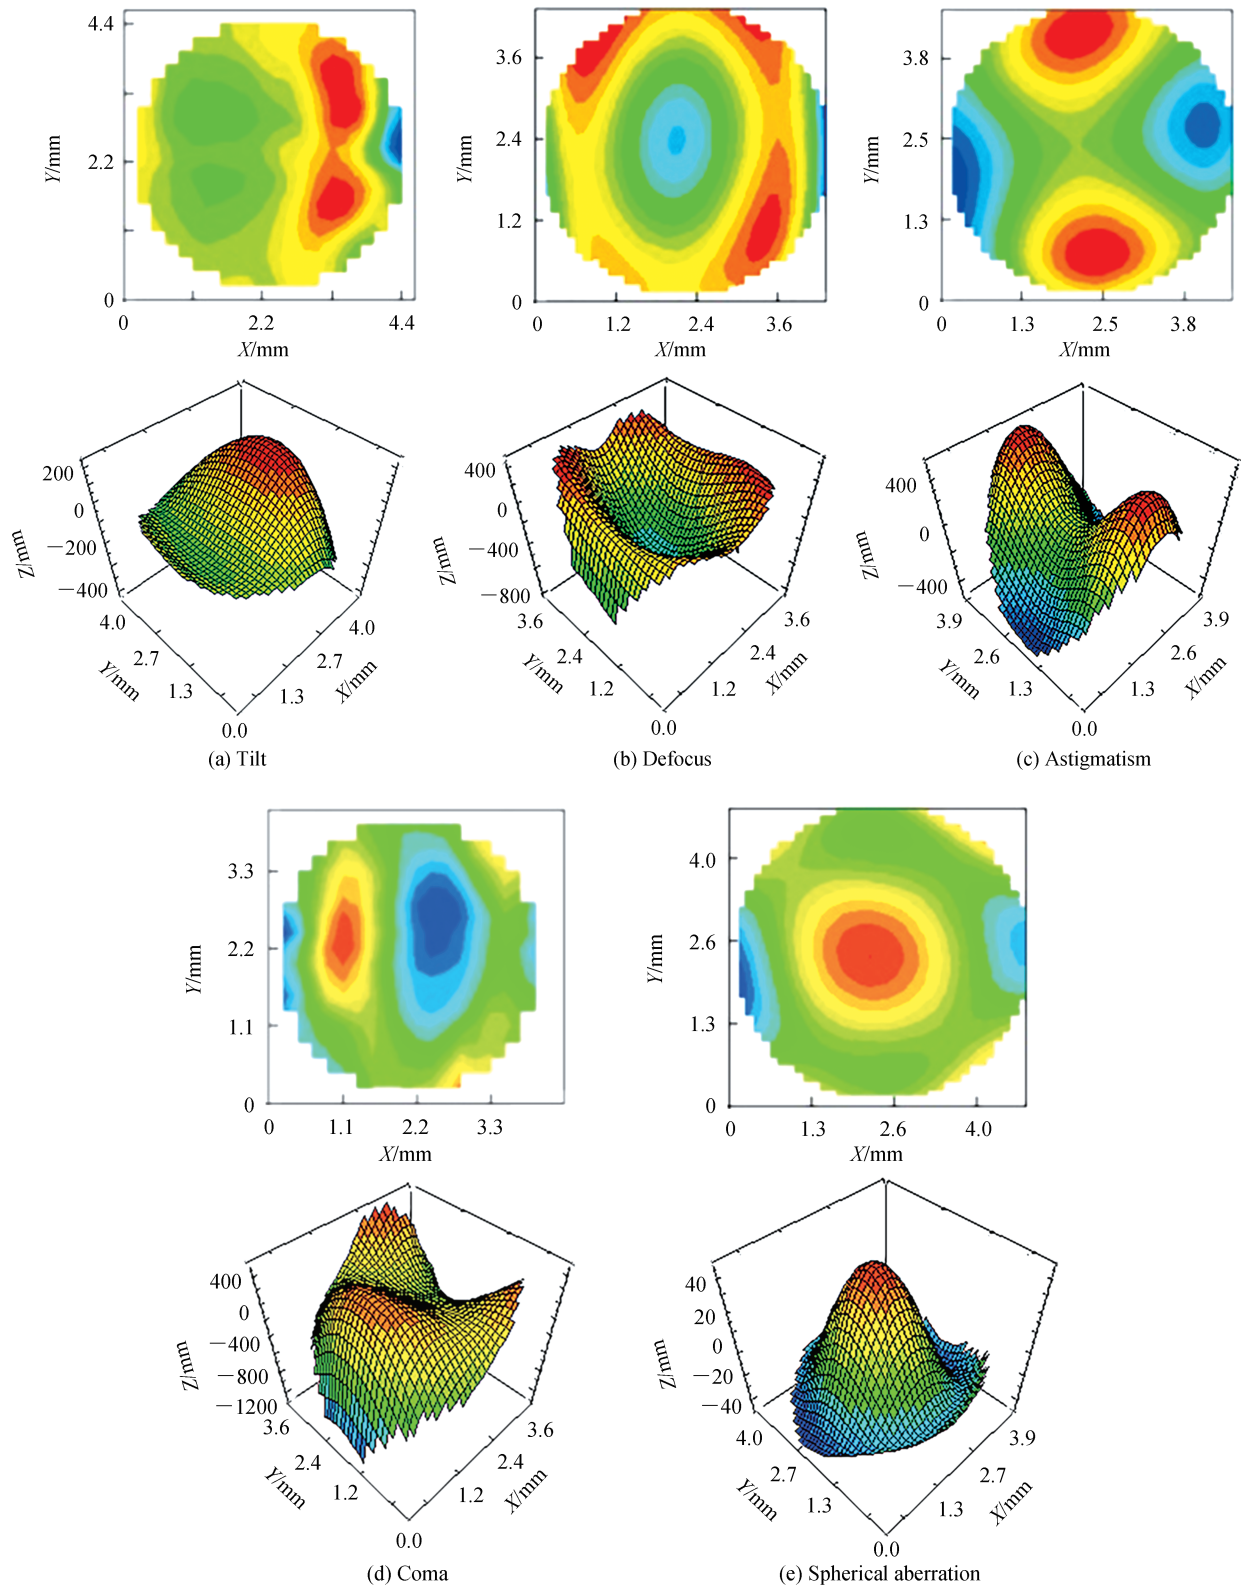 4.4
2.2
0
Y/mm
0 2.2 4.4
X/mm
3.6
2.4
1.2
0
Y/mm
0 1.2 2.4 3.6
X/mm
3.8
2.5
1.3
0
Y/mm
0 1.3 2.5 3.8
X/mm
200
0
−200
−400
Z/mm
4.0
2.7
1.3
Y/mm
4.0
2.7
1.3
X/mm
0.0
(a) Tilt
400
0
−400
−800
Z/mm
3.6
2.4
1.2
Y/mm
3.6
2.4
1.2
X/mm
0.0
(b) Defocus
400
0
−400
Z/mm
3.9
2.6
1.3
Y/mm
3.9
2.6
1.3
X/mm
0.0
(c) Astigmatism
3.3
2.2
1.1
0
Y/mm
0 1.1 2.2 3.3
X/mm
4.0
2.6
1.3
0
Y/mm
0 1.3 2.6 4.0
X/mm
400
0
−400
−800
−1200
Z/mm
3.6
2.4
1.2
Y/mm
3.6
2.4
1.2
X/mm
0.0
(d) Coma
40
20
0
−20
−40
Z/mm
4.0
2.7
1.3
Y/mm
3.9
2.7
1.3
X/mm
0.0
(e) Spherical aberration